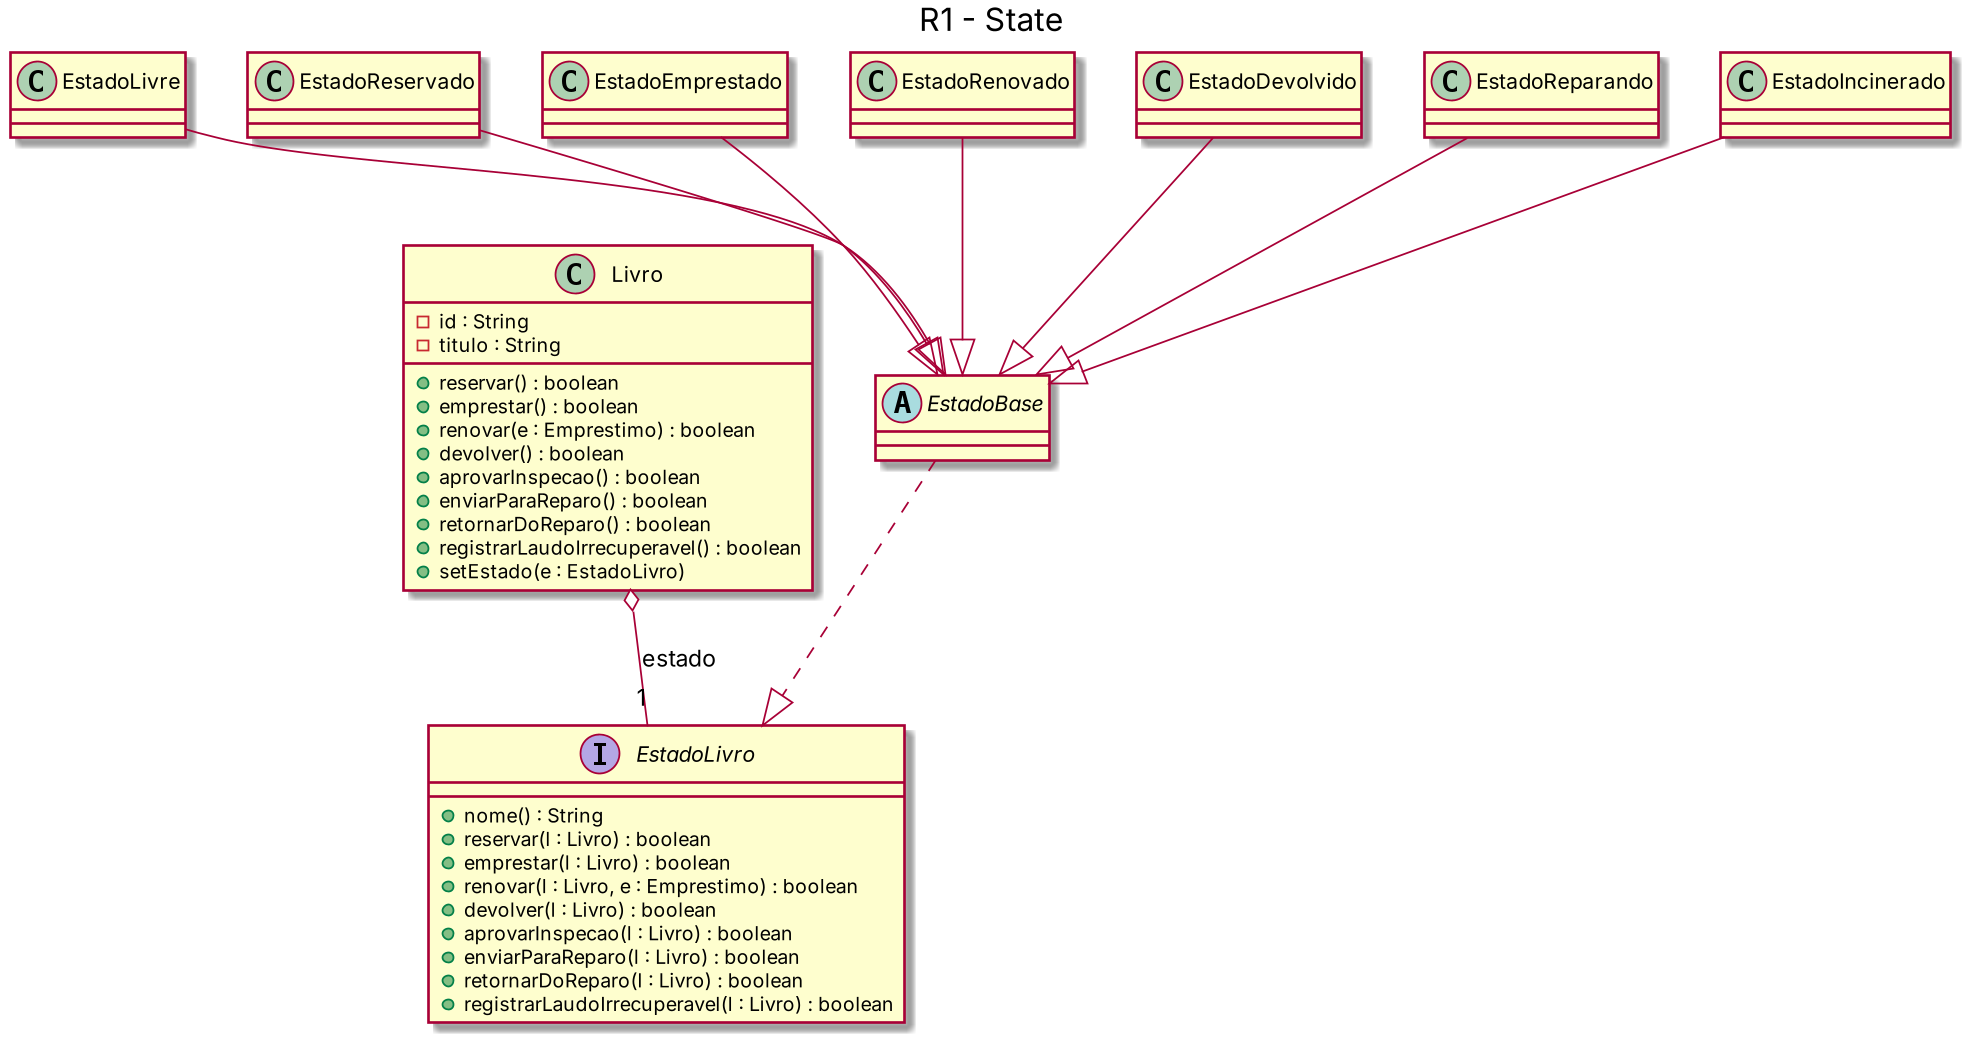 R1 - State
C EstadoLivre
C EstadoReservado
C EstadoEmprestado
C EstadoRenovado
C EstadoDevolvido
C EstadoReparando
C EstadoIncinerado
C Livro
id : String
titulo : String
reservar() : boolean
emprestar() : boolean
renovar(e : Emprestimo) : boolean
devolver() : boolean
aprovarInspecao() : boolean
enviarParaReparo() : boolean
retornarDoReparo() : boolean
registrarLaudoIrrecuperavel() : boolean
setEstado(e : EstadoLivro)
A EstadoBase
estado
1
I EstadoLivro
nome() : String
reservar(l : Livro) : boolean
emprestar(l : Livro) : boolean
renovar(l : Livro, e : Emprestimo) : boolean
devolver(l : Livro) : boolean
aprovarInspecao(l : Livro) : boolean
enviarParaReparo(l : Livro) : boolean
retornarDoReparo(l : Livro) : boolean
registrarLaudoIrrecuperavel(l : Livro) : boolean